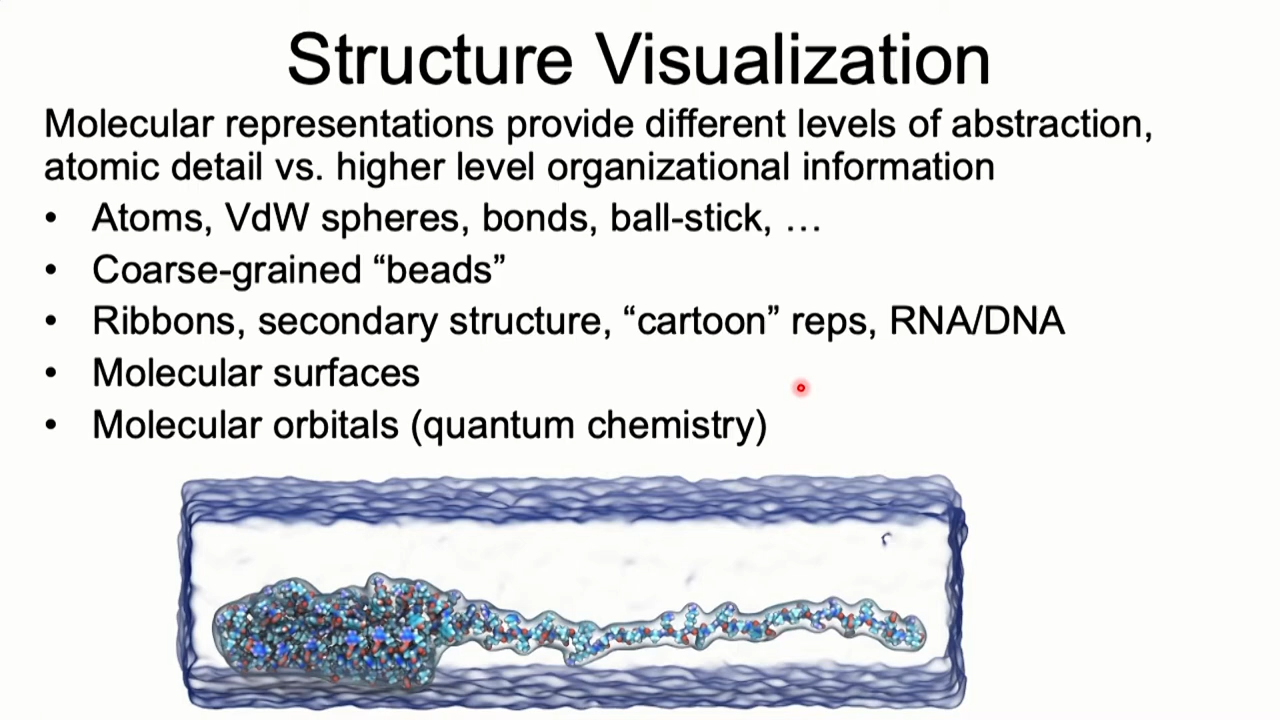 Structure Visualization
Molecular representations provide different levels of abstraction,
atomic detail vs. higher level organizational information
• Atoms, VdW spheres, bonds, ball-stick, …
• Coarse-grained “beads”
• Ribbons, secondary structure, “cartoon” reps, RNA/DNA
• Molecular surfaces
• Molecular orbitals (quantum chemistry)